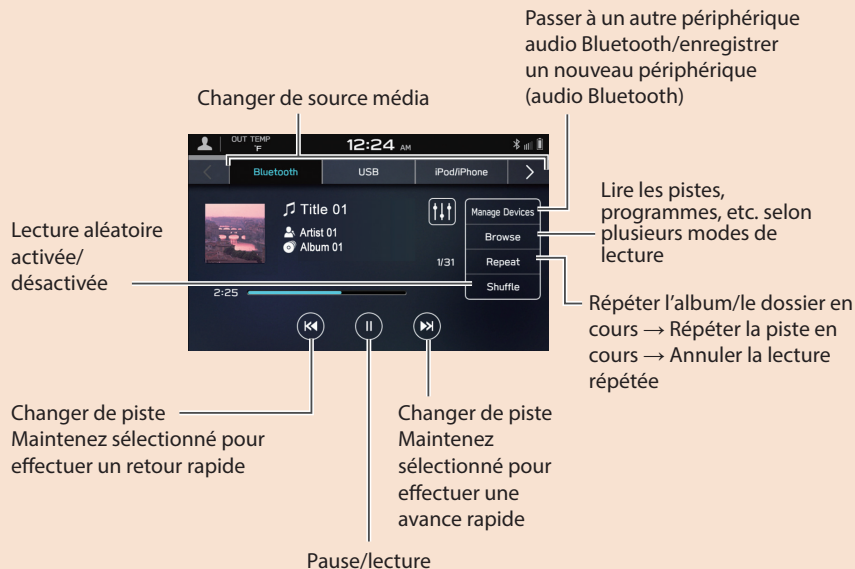 Passer à un autre périphérique
audio Bluetooth/enregistrer
un nouveau périphérique
(audio Bluetooth)
Changer de source média
OUT TEMP
°F
12:24 AM
Bluetooth
USB
iPod/iPhone
Title 01
Artist 01
Album 01
1/31
2:25
Manage Devices
Browse
Repeat
Shuffle
Lire les pistes,
programmes, etc. selon
plusieurs modes de
lecture
Lecture aléatoire
activée/
désactivée
Répéter l’album/le dossier en
cours → Répéter la piste en
cours → Annuler la lecture
répétée
Changer de piste
Maintenez sélectionné pour
effectuer un retour rapide
Changer de piste
Maintenez
sélectionné pour
effectuer une
avance rapide
Pause/lecture